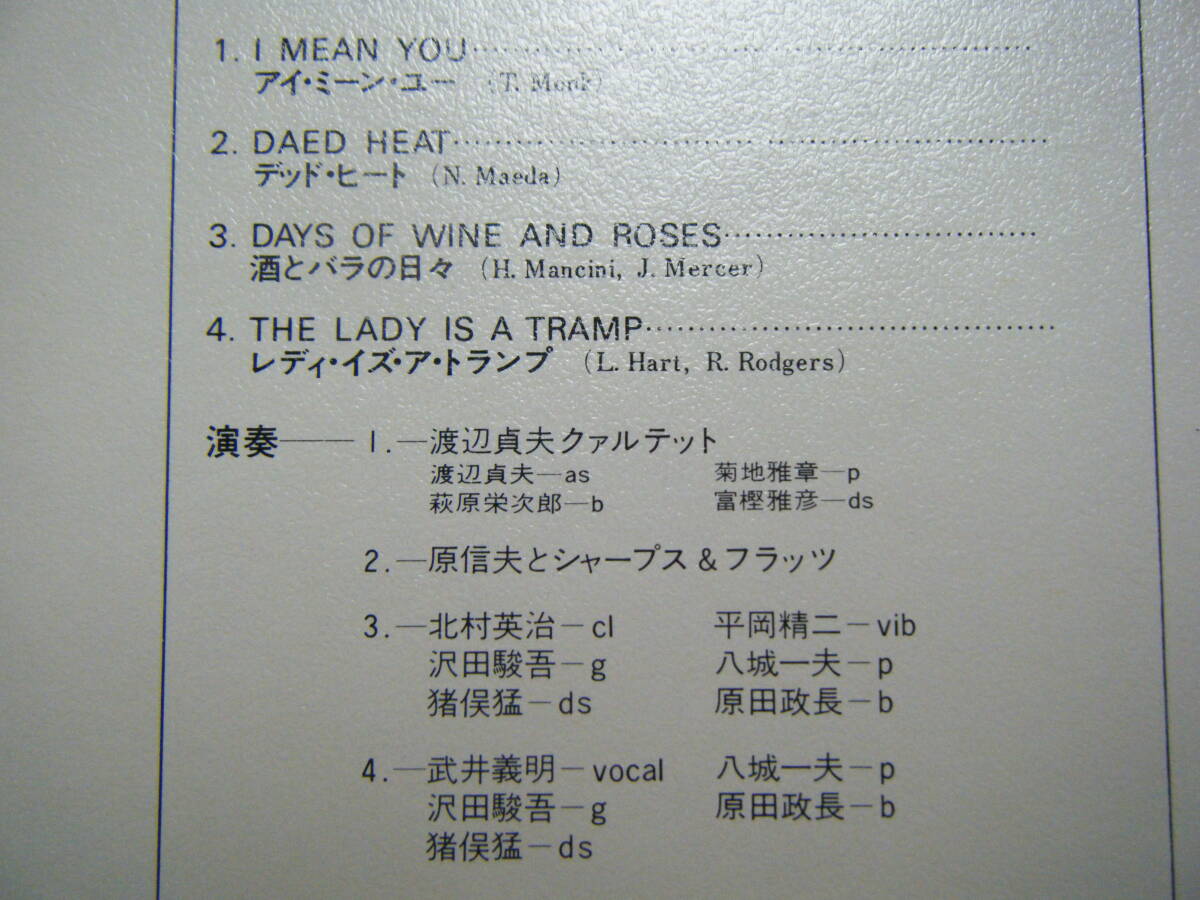 1. I MEAN YOU
アイ・ミーン・ユー (T. Monk)
2. DAED HEAT
デッド・ヒート (N. Maeda)
3. DAYS OF WINE AND ROSES
酒とバラの日々 (H. Mancini, J. Mercer)
4. THE LADY IS A TRAMP
レディ・イズ・ア・トランプ (L. Hart, R. Rodgers)
演奏――1.―渡辺貞夫クァルテット
渡辺貞夫―as 菊地雅章―p
萩原栄次郎―b 富樫雅彦―ds
2.―原信夫とシャープス&フラッツ
3.―北村英治―cl 平岡精二―vib
沢田駿吾―g 八城一夫―p
猪俣猛―ds 原田政長―b
4.―武井義明―vocal 八城一夫―p
沢田駿吾―g 原田政長―b
猪俣猛―ds